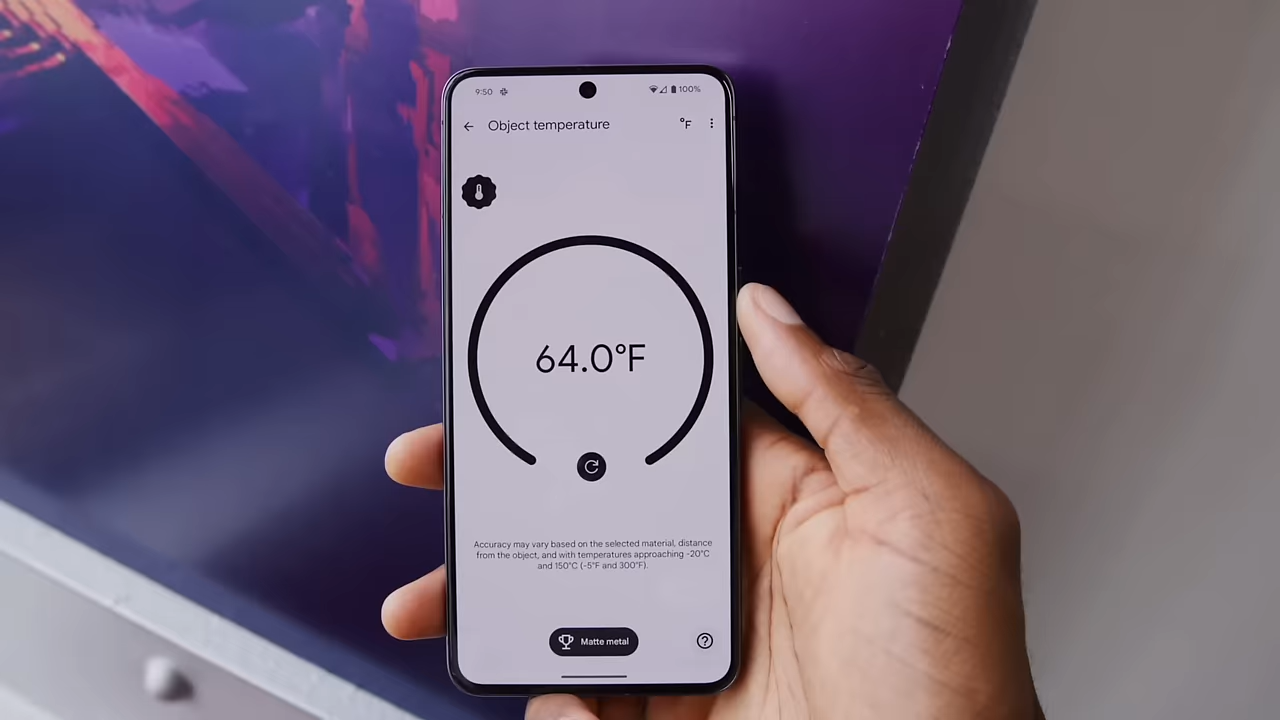 9:50 100%
Object temperature °F
64.0°F
Accuracy may vary based on the selected material, distance
from the object, and with temperatures approaching -20°C
and 150°C (-5°F and 300°F).
Matte metal ?